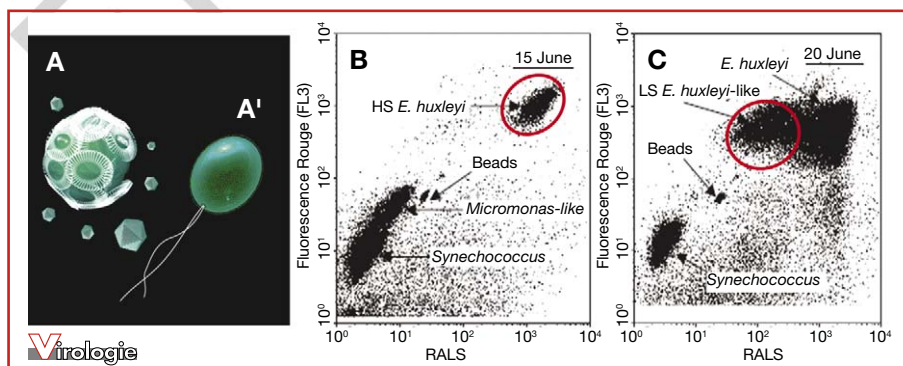 A
A'
Virologie
B
15 June
Fluorescence Rouge (FL3)
10⁴
10³
10²
10¹
10⁰
HS E. huxleyi
Beads
Micromonas-like
Synechococcus
10⁰ 10¹ 10² 10³ 10⁴
RALS
C
20 June
Fluorescence Rouge (FL3)
10⁴
10³
10²
10¹
10⁰
E. huxleyi
LS E. huxleyi-like
Beads
Synechococcus
10⁰ 10¹ 10² 10³ 10⁴
RALS